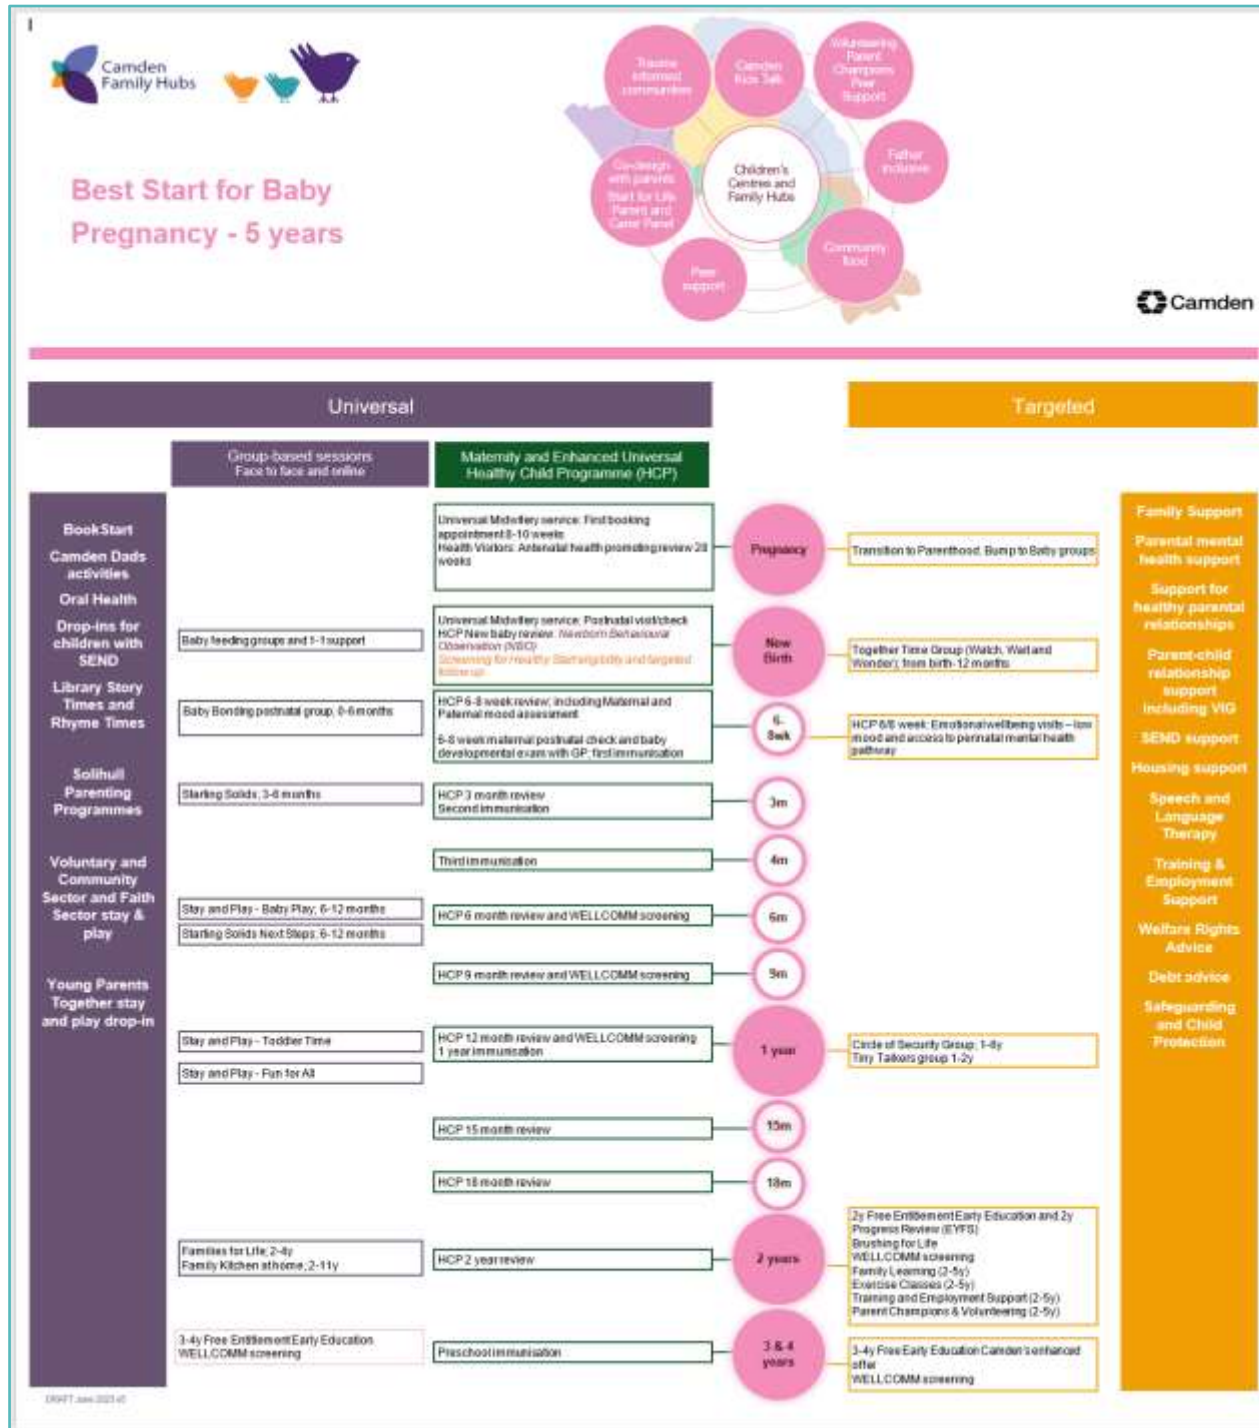 Camden
Family Hubs
Best Start for Baby
Pregnancy - 5 years
Trauma
informed
communities
Camden
Kids Talk
Volunteering
Parent
Champions
Peer
Support
Father
inclusive
Community
food
Peer
support
Co-design
with parents
Start for Life
Parent and
Carer Panel
Children's
Centres and
Family Hubs
Camden
Universal
Targeted
Group-based sessions
Face to face and online
Maternity and Enhanced Universal
Healthy Child Programme (HCP)
BookStart
Camden Dads
activities
Oral Health
Drop-ins for
children with
SEND
Library Story
Times and
Rhyme Times
Solihull
Parenting
Programmes
Voluntary and
Community
Sector and Faith
Sector stay &
play
Young Parents
Together stay
and play drop-in
Universal Midwifery service: First booking
appointment 8-10 weeks
Health Visitors: Antenatal health promoting review 28
weeks
Pregnancy
Transition to Parenthood, Bump to Baby groups
Baby feeding groups and 1-1 support
Universal Midwifery service: Postnatal visit/check
HCP New baby review: Newborn Behavioural
Observation (NBO)
Screening for Healthy Start eligibility and targeted
follow up
New
Birth
Together Time Group (Watch, Wait and
Wonder); from birth-12 months
Baby Bonding postnatal group, 0-6 months
HCP 6-8 week review; including Maternal and
Paternal mood assessment
6-8 week maternal postnatal check and baby
developmental exam with GP; first immunisation
6-
8wk
HCP 6/8 week: Emotional wellbeing visits – low
mood and access to perinatal mental health
pathway
Starting Solids; 3-6 months
HCP 3 month review
Second immunisation
3m
Third immunisation
4m
Stay and Play - Baby Play; 6-12 months
Starting Solids Next Steps; 6-12 months
HCP 6 month review and WELLCOMM screening
6m
HCP 9 month review and WELLCOMM screening
9m
Stay and Play - Toddler Time
Stay and Play - Fun for All
HCP 12 month review and WELLCOMM screening
1 year immunisation
1 year
Circle of Security Group; 1-8y
Tiny Talkers group 1-2y
HCP 15 month review
15m
HCP 18 month review
18m
Families for Life; 2-4y
Family Kitchen at home; 2-11y
HCP 2 year review
2 years
2y Free Entitlement Early Education and 2y
Progress Review (EYFS)
Brushing for Life
WELLCOMM screening
Family Learning (2-5y)
Exercise Classes (2-5y)
Training and Employment Support (2-5y)
Parent Champions & Volunteering (2-5y)
3-4y Free Entitlement Early Education
WELLCOMM screening
Preschool immunisation
3 & 4
years
3-4y Free Early Education Camden's enhanced
offer
WELLCOMM screening
Family Support
Parental mental
health support
Support for
healthy parental
relationships
Parent-child
relationship
support
including VIG
SEND support
Housing support
Speech and
Language
Therapy
Training &
Employment
Support
Welfare Rights
Advice
Debt advice
Safeguarding
and Child
Protection
DRAFT June 2023